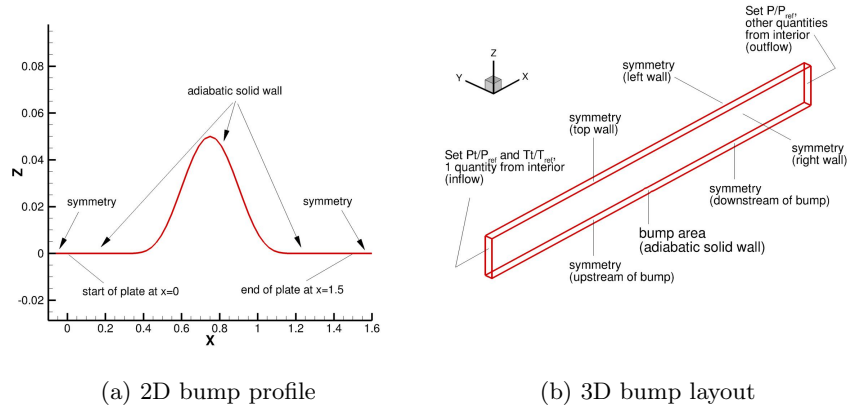 0.08
0.06
0.04
0.02
0
-0.02
Z
0
0.2
0.4
0.6
0.8
1
1.2
1.4
1.6
X
adiabatic solid wall
symmetry
symmetry
start of plate at x=0
end of plate at x=1.5
(a) 2D bump profile
Z
Y
X
Set P/Pref,
other quantities
from interior
(outflow)
symmetry
(left wall)
symmetry
(top wall)
symmetry
(right wall)
Set Pt/Pref and Tt/Tref,
1 quantity from interior
(inflow)
symmetry
(downstream of bump)
bump area
(adiabatic solid wall)
symmetry
(upstream of bump)
(b) 3D bump layout